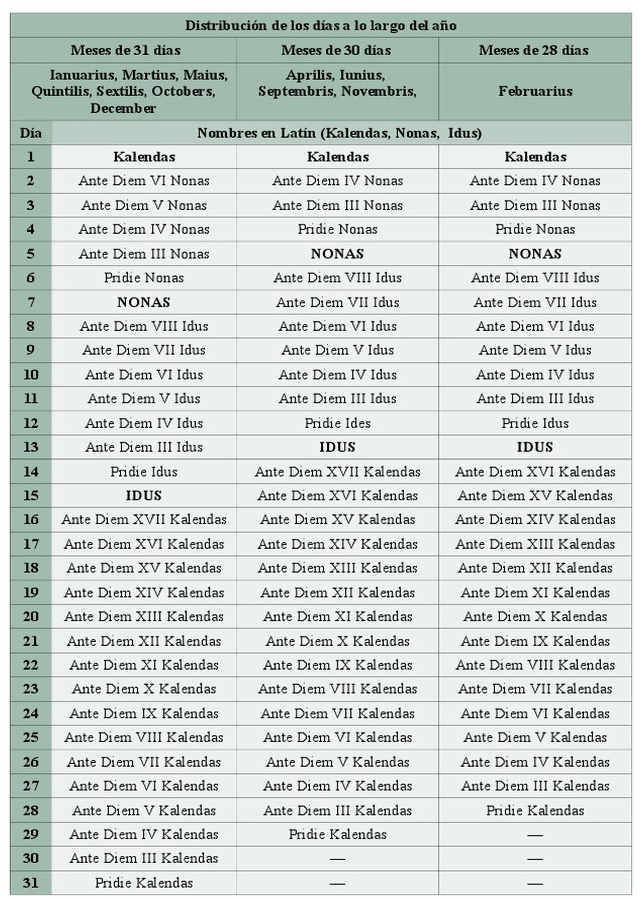 Distribución de los días a lo largo del año
Meses de 31 días Meses de 30 días Meses de 28 días
Ianuarius, Martius, Maius, Quintilis, Sextilis, Octobers, December Aprilis, Iunius, Septembris, Novembris, Februarius
Día Nombres en Latín (Kalendas, Nonas, Idus)
1 Kalendas Kalendas Kalendas
2 Ante Diem VI Nonas Ante Diem IV Nonas Ante Diem IV Nonas
3 Ante Diem V Nonas Ante Diem III Nonas Ante Diem III Nonas
4 Ante Diem IV Nonas Pridie Nonas Pridie Nonas
5 Ante Diem III Nonas NONAS NONAS
6 Pridie Nonas Ante Diem VIII Idus Ante Diem VIII Idus
7 NONAS Ante Diem VII Idus Ante Diem VII Idus
8 Ante Diem VIII Idus Ante Diem VI Idus Ante Diem VI Idus
9 Ante Diem VII Idus Ante Diem V Idus Ante Diem V Idus
10 Ante Diem VI Idus Ante Diem IV Idus Ante Diem IV Idus
11 Ante Diem V Idus Ante Diem III Idus Ante Diem III Idus
12 Ante Diem IV Idus Pridie Ides Pridie Idus
13 Ante Diem III Idus IDUS IDUS
14 Pridie Idus Ante Diem XVII Kalendas Ante Diem XVI Kalendas
15 IDUS Ante Diem XVI Kalendas Ante Diem XV Kalendas
16 Ante Diem XVII Kalendas Ante Diem XV Kalendas Ante Diem XIV Kalendas
17 Ante Diem XVI Kalendas Ante Diem XIV Kalendas Ante Diem XIII Kalendas
18 Ante Diem XV Kalendas Ante Diem XIII Kalendas Ante Diem XII Kalendas
19 Ante Diem XIV Kalendas Ante Diem XII Kalendas Ante Diem XI Kalendas
20 Ante Diem XIII Kalendas Ante Diem XI Kalendas Ante Diem X Kalendas
21 Ante Diem XII Kalendas Ante Diem X Kalendas Ante Diem IX Kalendas
22 Ante Diem XI Kalendas Ante Diem IX Kalendas Ante Diem VIII Kalendas
23 Ante Diem X Kalendas Ante Diem VIII Kalendas Ante Diem VII Kalendas
24 Ante Diem IX Kalendas Ante Diem VII Kalendas Ante Diem VI Kalendas
25 Ante Diem VIII Kalendas Ante Diem VI Kalendas Ante Diem V Kalendas
26 Ante Diem VII Kalendas Ante Diem V Kalendas Ante Diem IV Kalendas
27 Ante Diem VI Kalendas Ante Diem IV Kalendas Ante Diem III Kalendas
28 Ante Diem V Kalendas Ante Diem III Kalendas Pridie Kalendas
29 Ante Diem IV Kalendas Pridie Kalendas —
30 Ante Diem III Kalendas — —
31 Pridie Kalendas — —